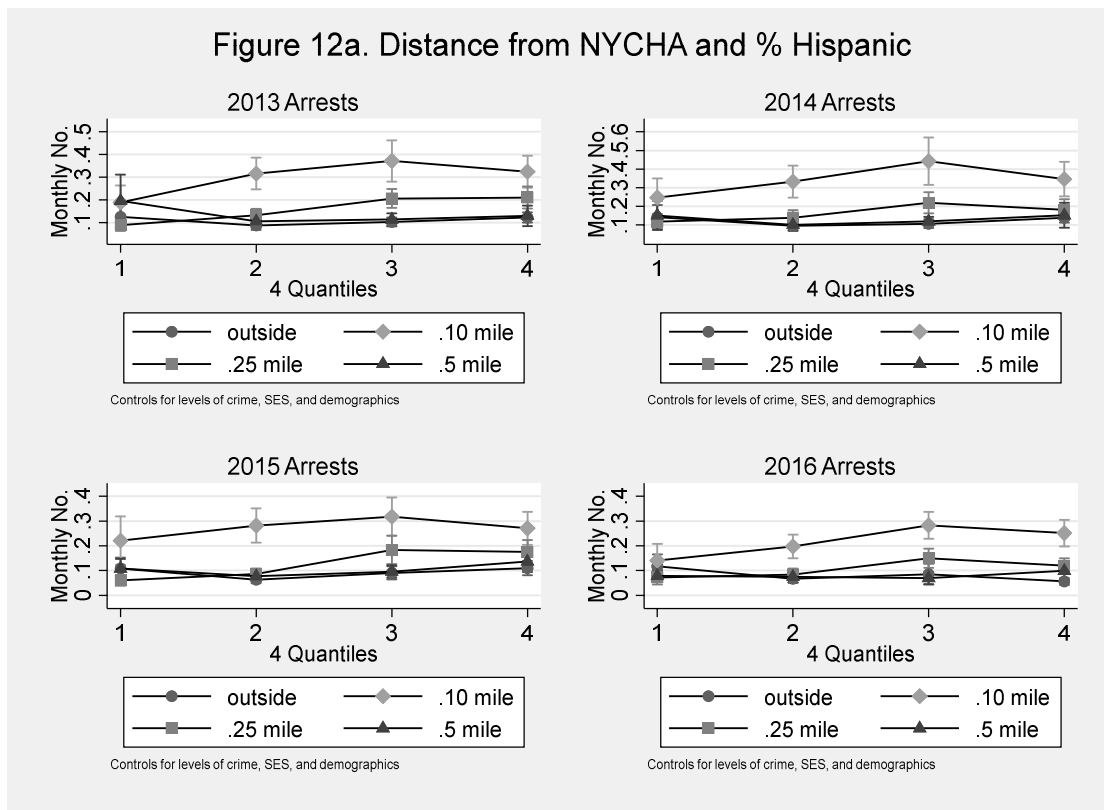 Figure 12a. Distance from NYCHA and % Hispanic
2013 Arrests
Monthly No.
.1 .2 .3 .4 .5
1 2 3 4
4 Quantiles
outside .10 mile
.25 mile .5 mile
Controls for levels of crime, SES, and demographics
2014 Arrests
Monthly No.
.1 .2 .3 .4 .5 .6
1 2 3 4
4 Quantiles
outside .10 mile
.25 mile .5 mile
Controls for levels of crime, SES, and demographics
2015 Arrests
Monthly No.
0 .1 .2 .3 .4
1 2 3 4
4 Quantiles
outside .10 mile
.25 mile .5 mile
Controls for levels of crime, SES, and demographics
2016 Arrests
Monthly No.
0 .1 .2 .3 .4
1 2 3 4
4 Quantiles
outside .10 mile
.25 mile .5 mile
Controls for levels of crime, SES, and demographics